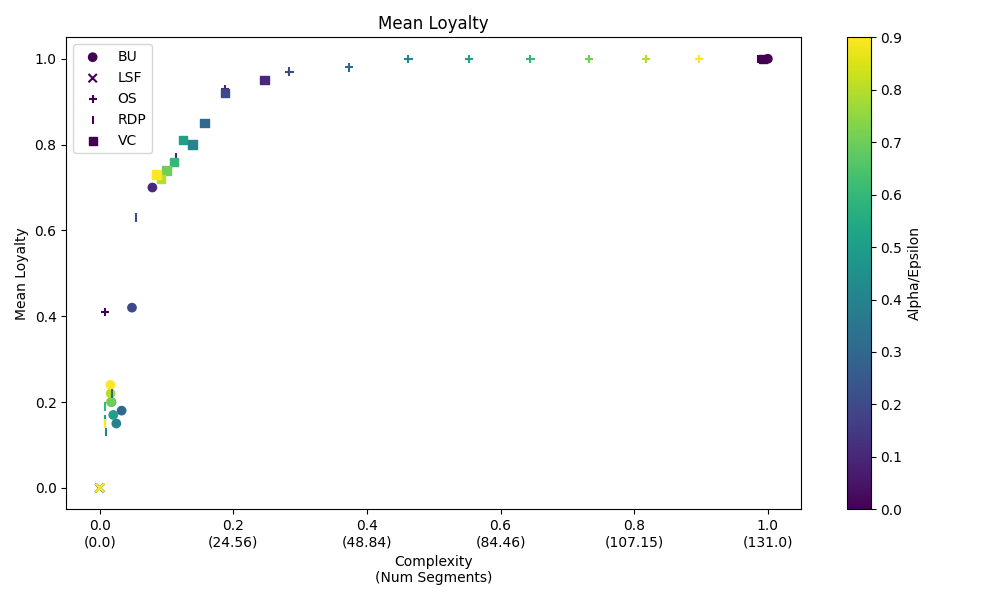 Mean Loyalty
BU
LSF
OS
RDP
VC
Mean Loyalty
1.0
0.8
0.6
0.4
0.2
0.0
0.0 0.2 0.4 0.6 0.8 1.0
(0.0) (24.56) (48.84) (84.46) (107.15) (131.0)
Complexity
(Num Segments)
0.9
0.8
0.7
0.6
0.5
0.4
0.3
0.2
0.1
0.0
Alpha/Epsilon